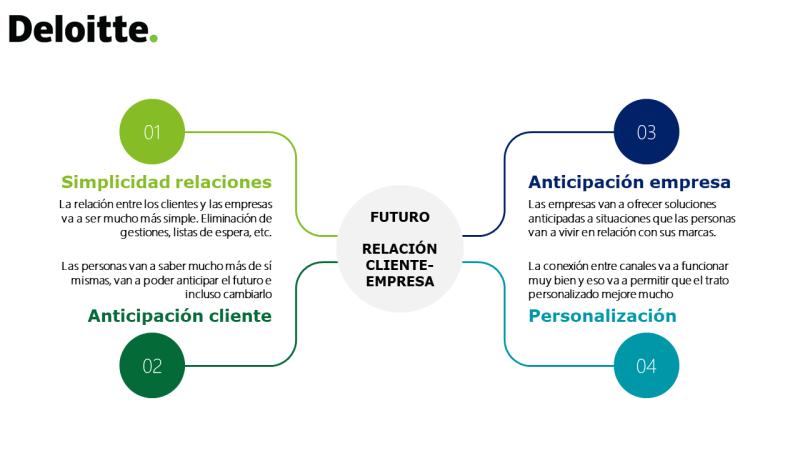 Deloitte.
01
Simplicidad relaciones
La relación entre los clientes y las empresas
va a ser mucho más simple. Eliminación de
gestiones, listas de espera, etc.
Las personas van a saber mucho más de sí
mismas, van a poder anticipar el futuro e
incluso cambiarlo
Anticipación cliente
02
FUTURO
RELACIÓN
CLIENTE-
EMPRESA
03
Anticipación empresa
Las empresas van a ofrecer soluciones
anticipadas a situaciones que las personas
van a vivir en relación con sus marcas.
La conexión entre canales va a funcionar
muy bien y eso va a permitir que el trato
personalizado mejore mucho
Personalización
04